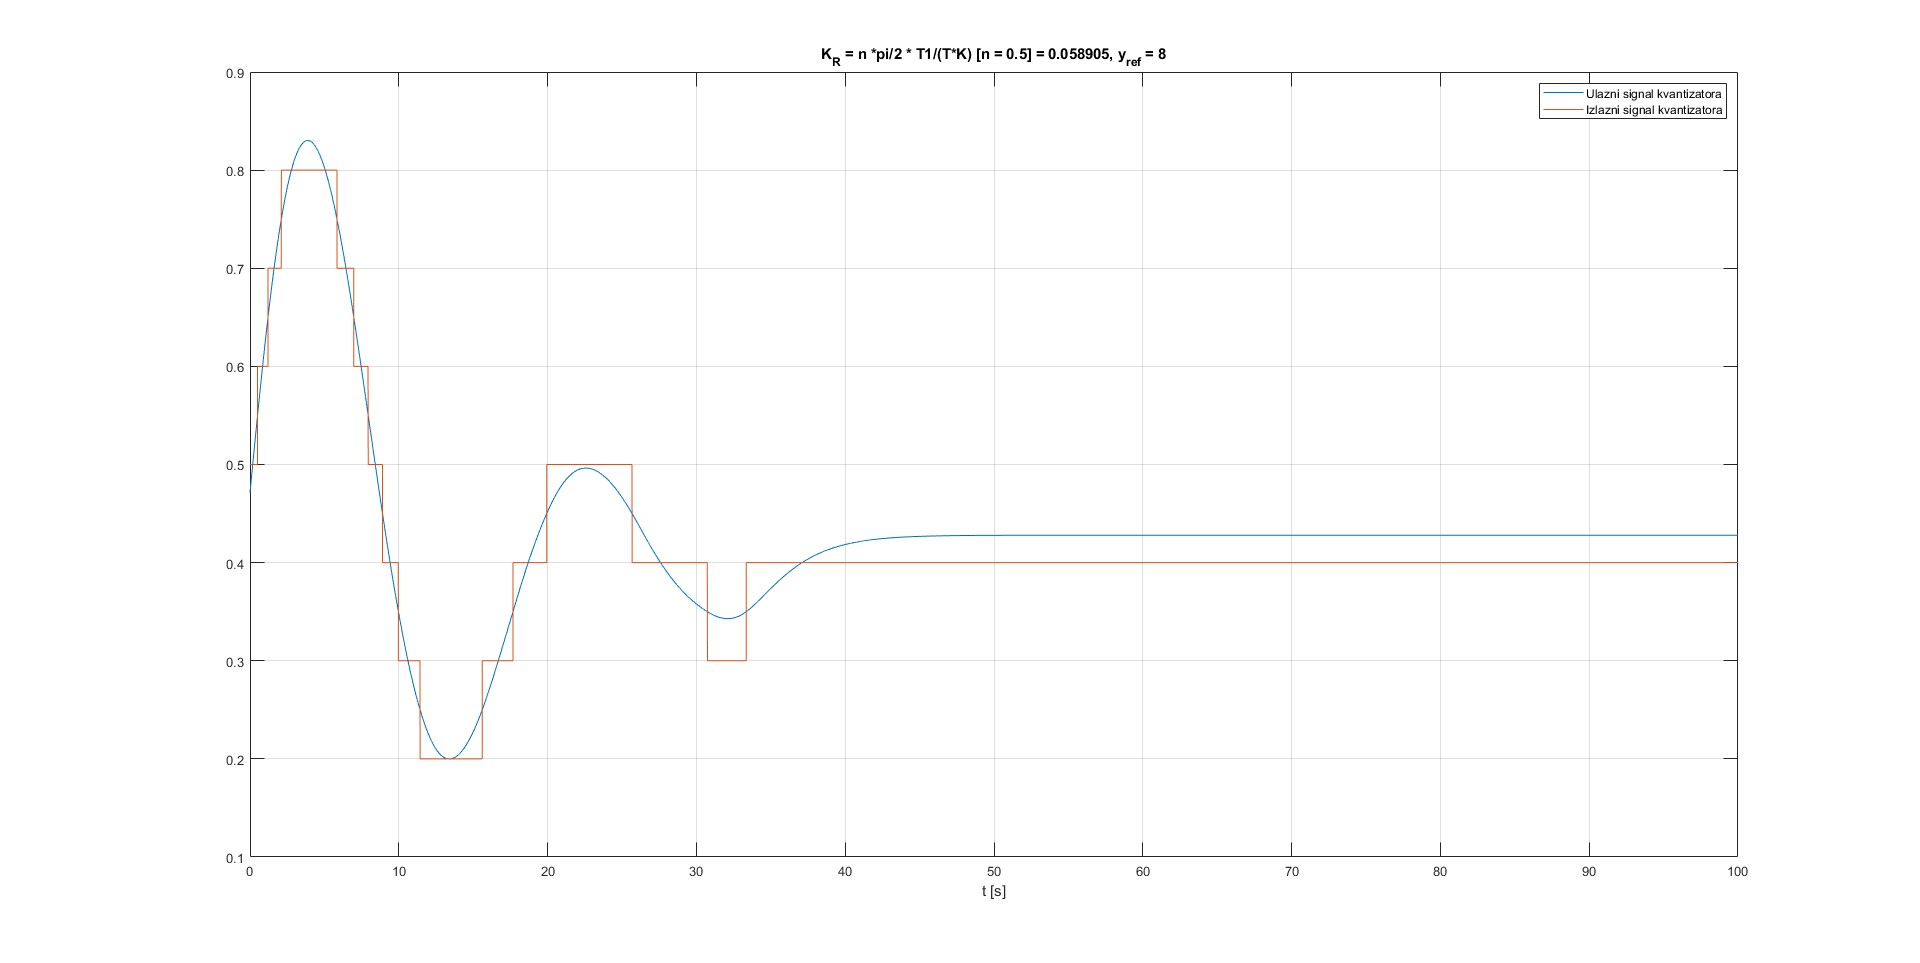 K_R = n *pi/2 * T1/(T*K) [n = 0.5] = 0.058905, y_ref = 8
Ulazni signal kvantizatora
Izlazni signal kvantizatora
0.9
0.8
0.7
0.6
0.5
0.4
0.3
0.2
0.1
0 10 20 30 40 50 60 70 80 90 100
t [s]